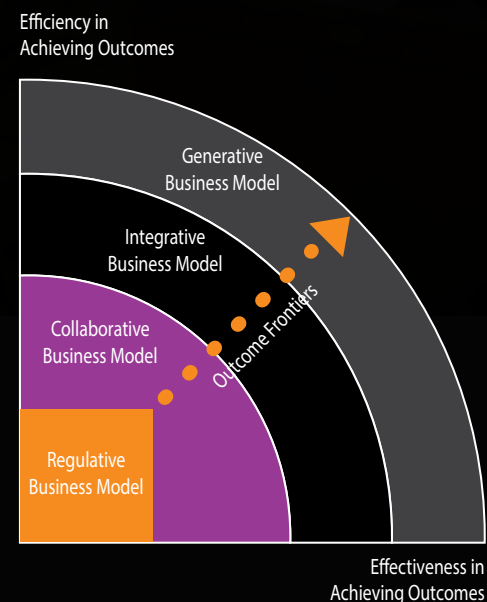 Efficiency in
Achieving Outcomes
Generative
Business Model
Integrative
Business Model
Outcome Frontiers
Collaborative
Business Model
Regulative
Business Model
Effectiveness in
Achieving Outcomes